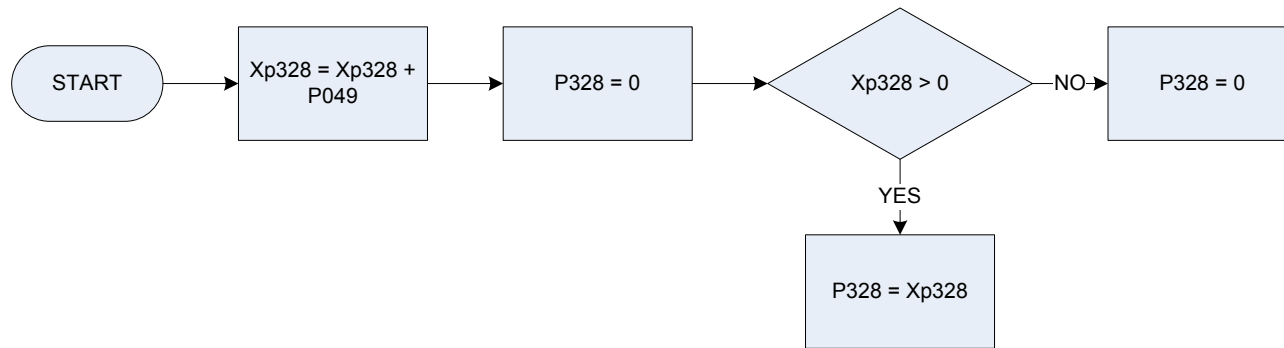 START
Xp328 = Xp328 +
P049
P328 = 0
Xp328 > 0
NO
P328 = 0
YES
P328 = Xp328